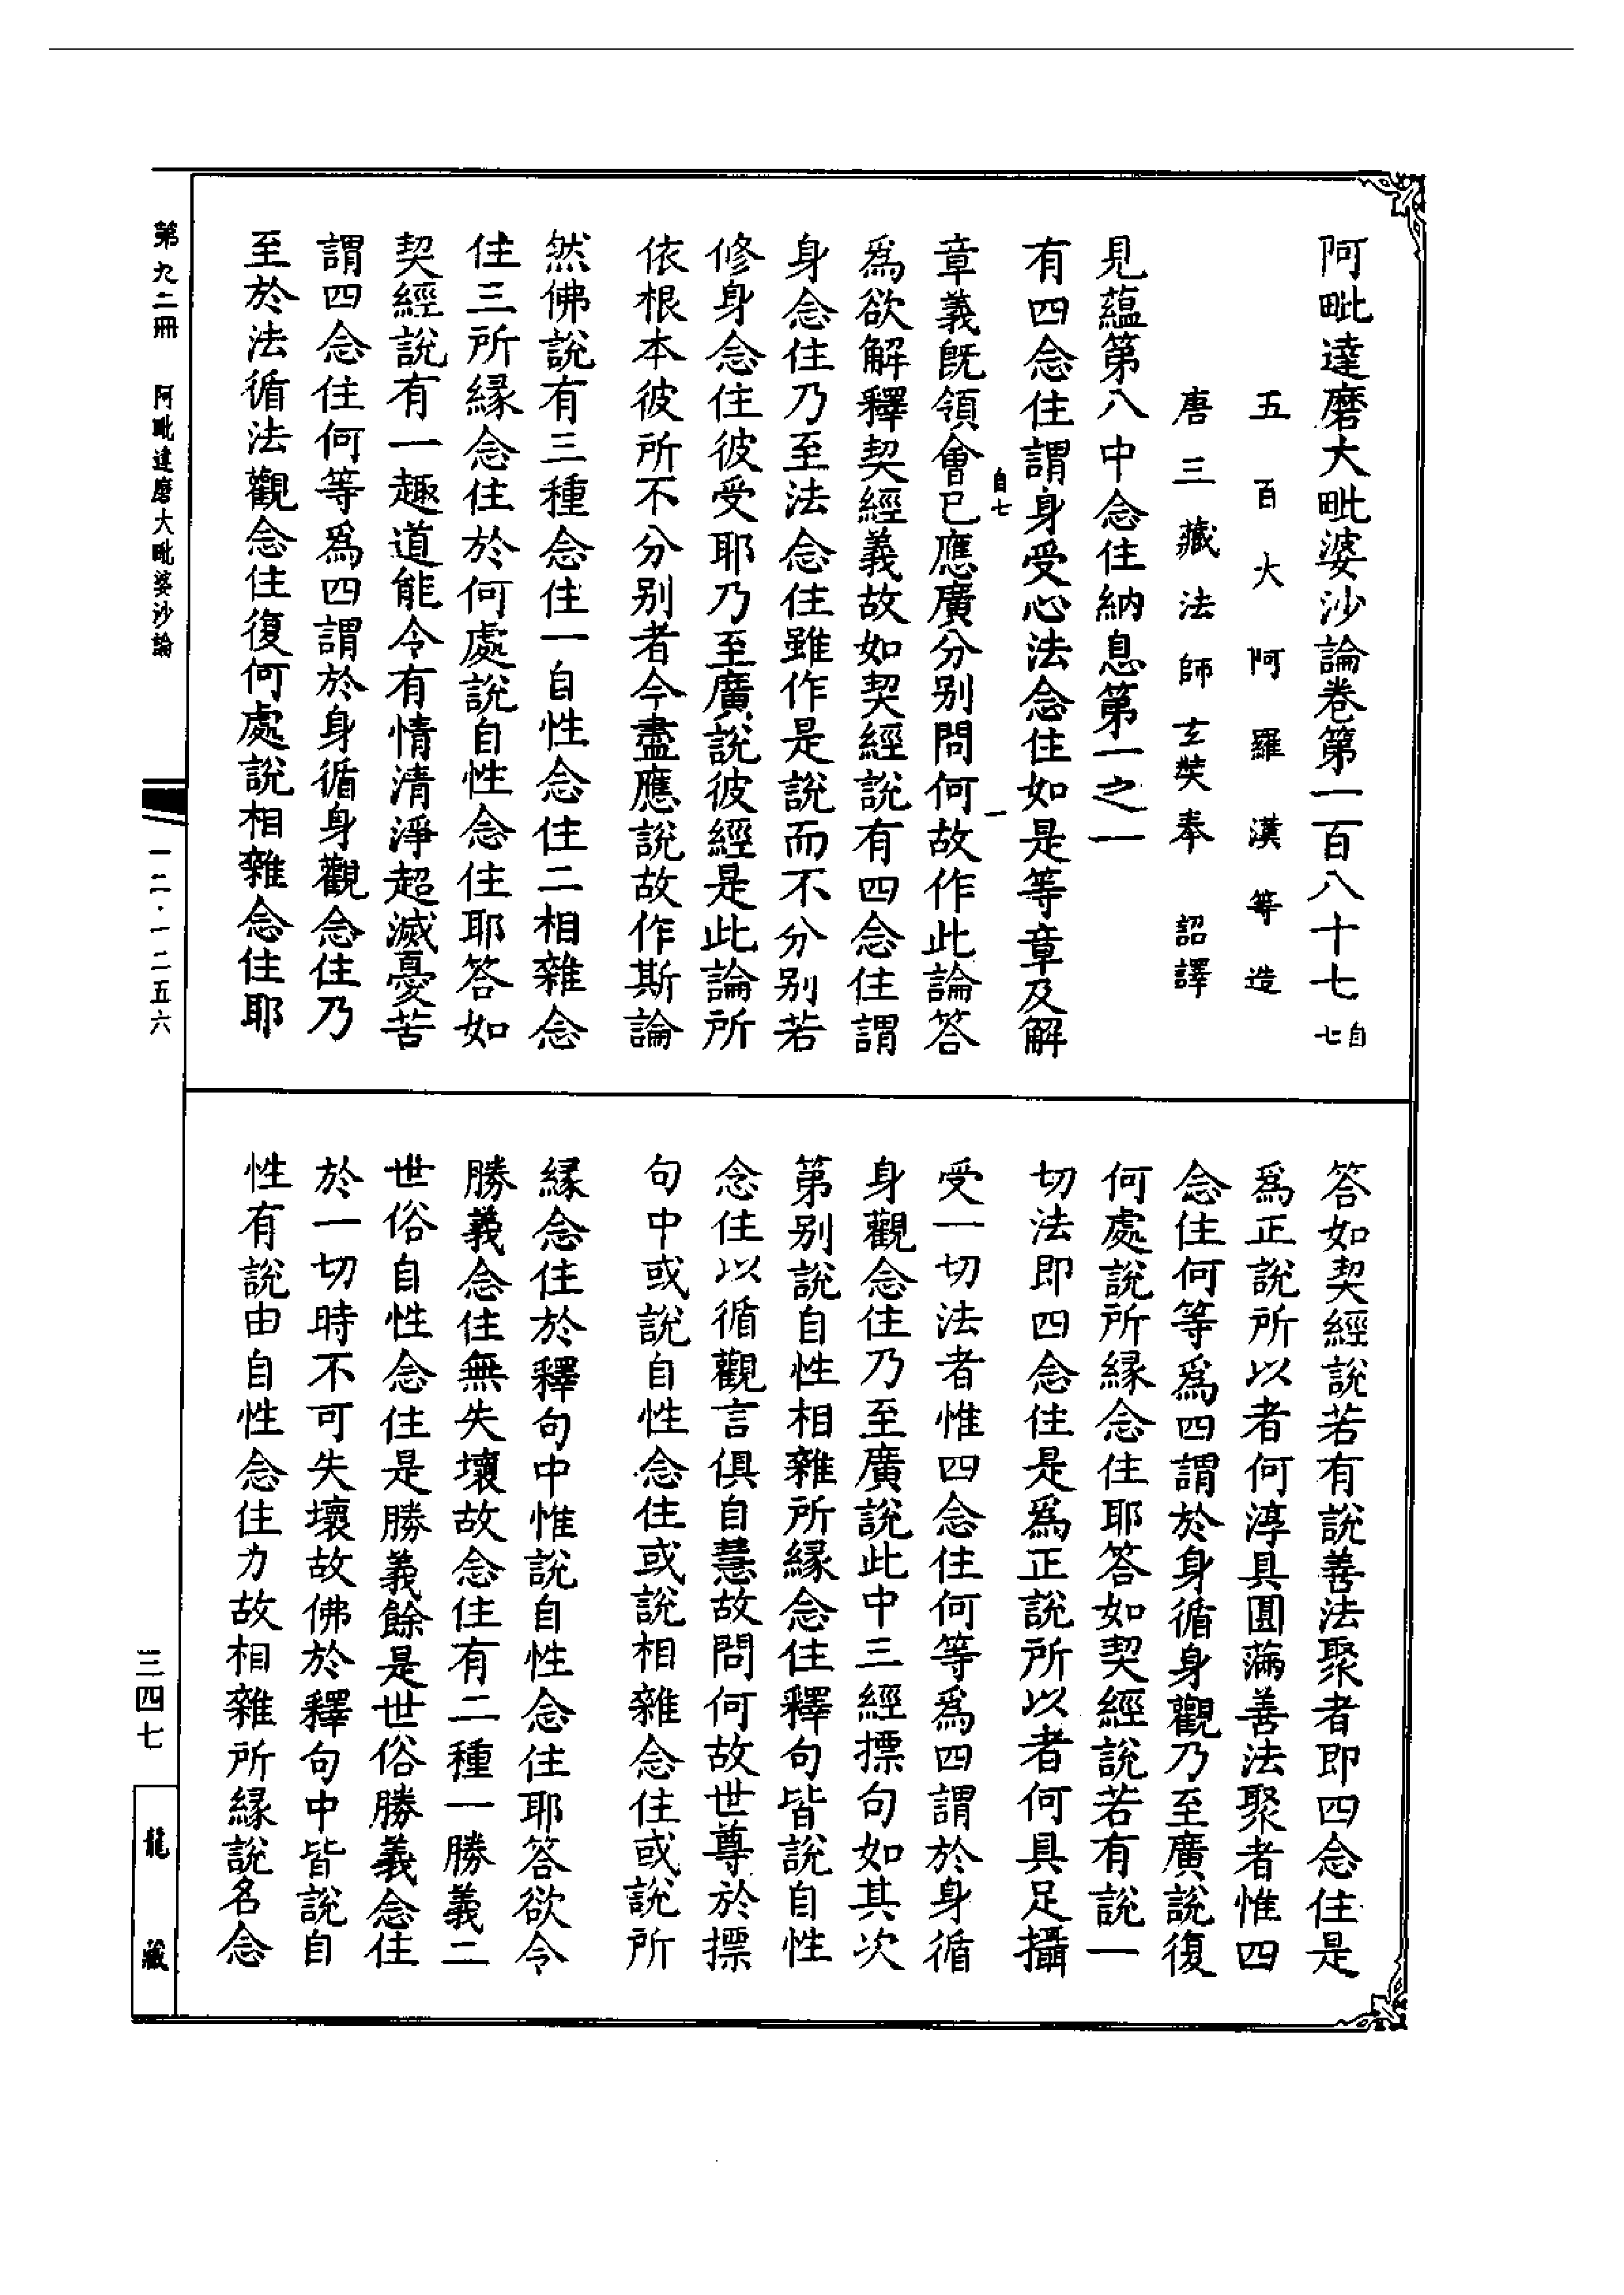 阿毗達磨大毗婆沙論卷第一百八十七 自七
五百大阿羅漢等造
唐三藏法師玄奘奉 詔譯
見蘊第八中念住納息第一之一
有四念住謂身受心法念住如是等章及解
自七 一
章義既領會已應廣分別問何故作此論答
為欲解釋契經義故如契經說有四念住謂
身念住乃至法念住雖作是說而不分別若
修身念住彼受耶乃至廣說彼經是此論所
依根本彼所不分別者今盡應說故作斯論
然佛說有三種念住一自性念住二相雜念
住三所緣念住於何處說自性念住耶答如
契經說有一趣道能令有情清淨超滅憂苦
謂四念住何等為四謂於身循身觀念住乃
至於法循法觀念住復何處說相雜念住耶
答如契經說若有說善法聚者即四念住是
為正說所以者何淳具圓滿善法聚者惟四
念住何等為四謂於身循身觀乃至廣說復
何處說所緣念住耶答如契經說若有說一
切法即四念住是為正說所以者何具足攝
受一切法者惟四念住何等為四謂於身循
身觀念住乃至廣說此中三經摽句如其次
第別說自性相雜所緣念住釋句皆說自性
念住以循觀言俱自慧故問何故世尊於摽
句中或說自性念住或說相雜念住或說所
緣念住於釋句中惟說自性念住耶答欲令
勝義念住無失壞故念住有二種一勝義二
世俗自性念住是勝義餘是世俗勝義念住
於一切時不可失壞故佛於釋句中皆說自
性有說由自性念住力故相雜所緣說名念
第九二冊 阿毗達磨大毗婆沙論
一二·一二五六
三四七
龍藏